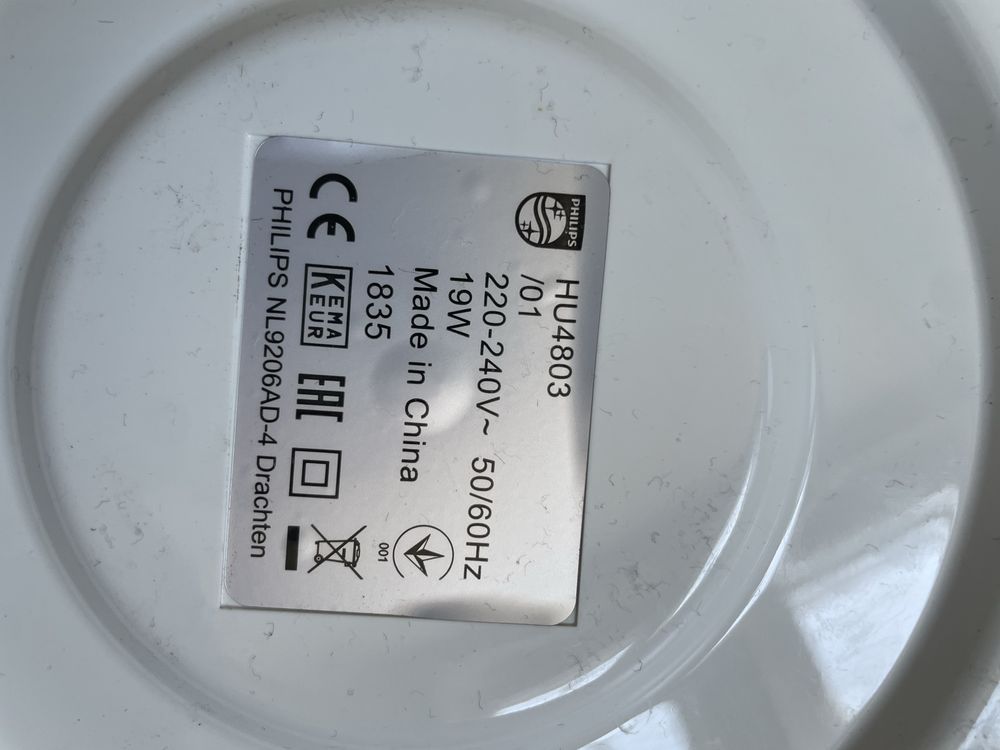 PHILIPS
HU4803
/01
220-240V~ 50/60Hz
19W
Made in China
1835
001
CE KEMA EUR EAC
PHILIPS NL9206AD-4 Drachten